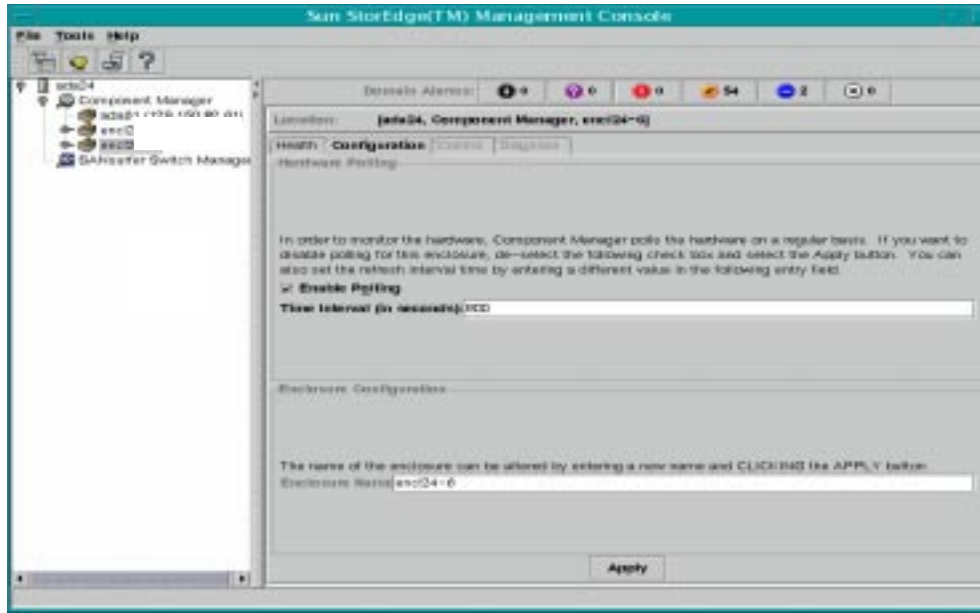 Sun StorEdge(TM) Management Console
File Tools Help
ade24
Component Manager
encl2
SANsurfer Switch Manager
Domain Alarms: 0 0 0 54 2 0
Location: [ade24, Component Manager, encl24-6]
Health Configuration Control Diagnose
Hardware Polling
In order to monitor the hardware, Component Manager polls the hardware on a regular basis. If you want to
disable polling for this enclosure, de-select the following check box and select the Apply button. You can
also set the refresh interval time by entering a different value in the following entry field.
Enable Polling
Time Interval (in seconds):
Enclosure Configuration
The name of the enclosure can be altered by entering a new name and CLICKING the APPLY button
Enclosure Name encl24-6
Apply